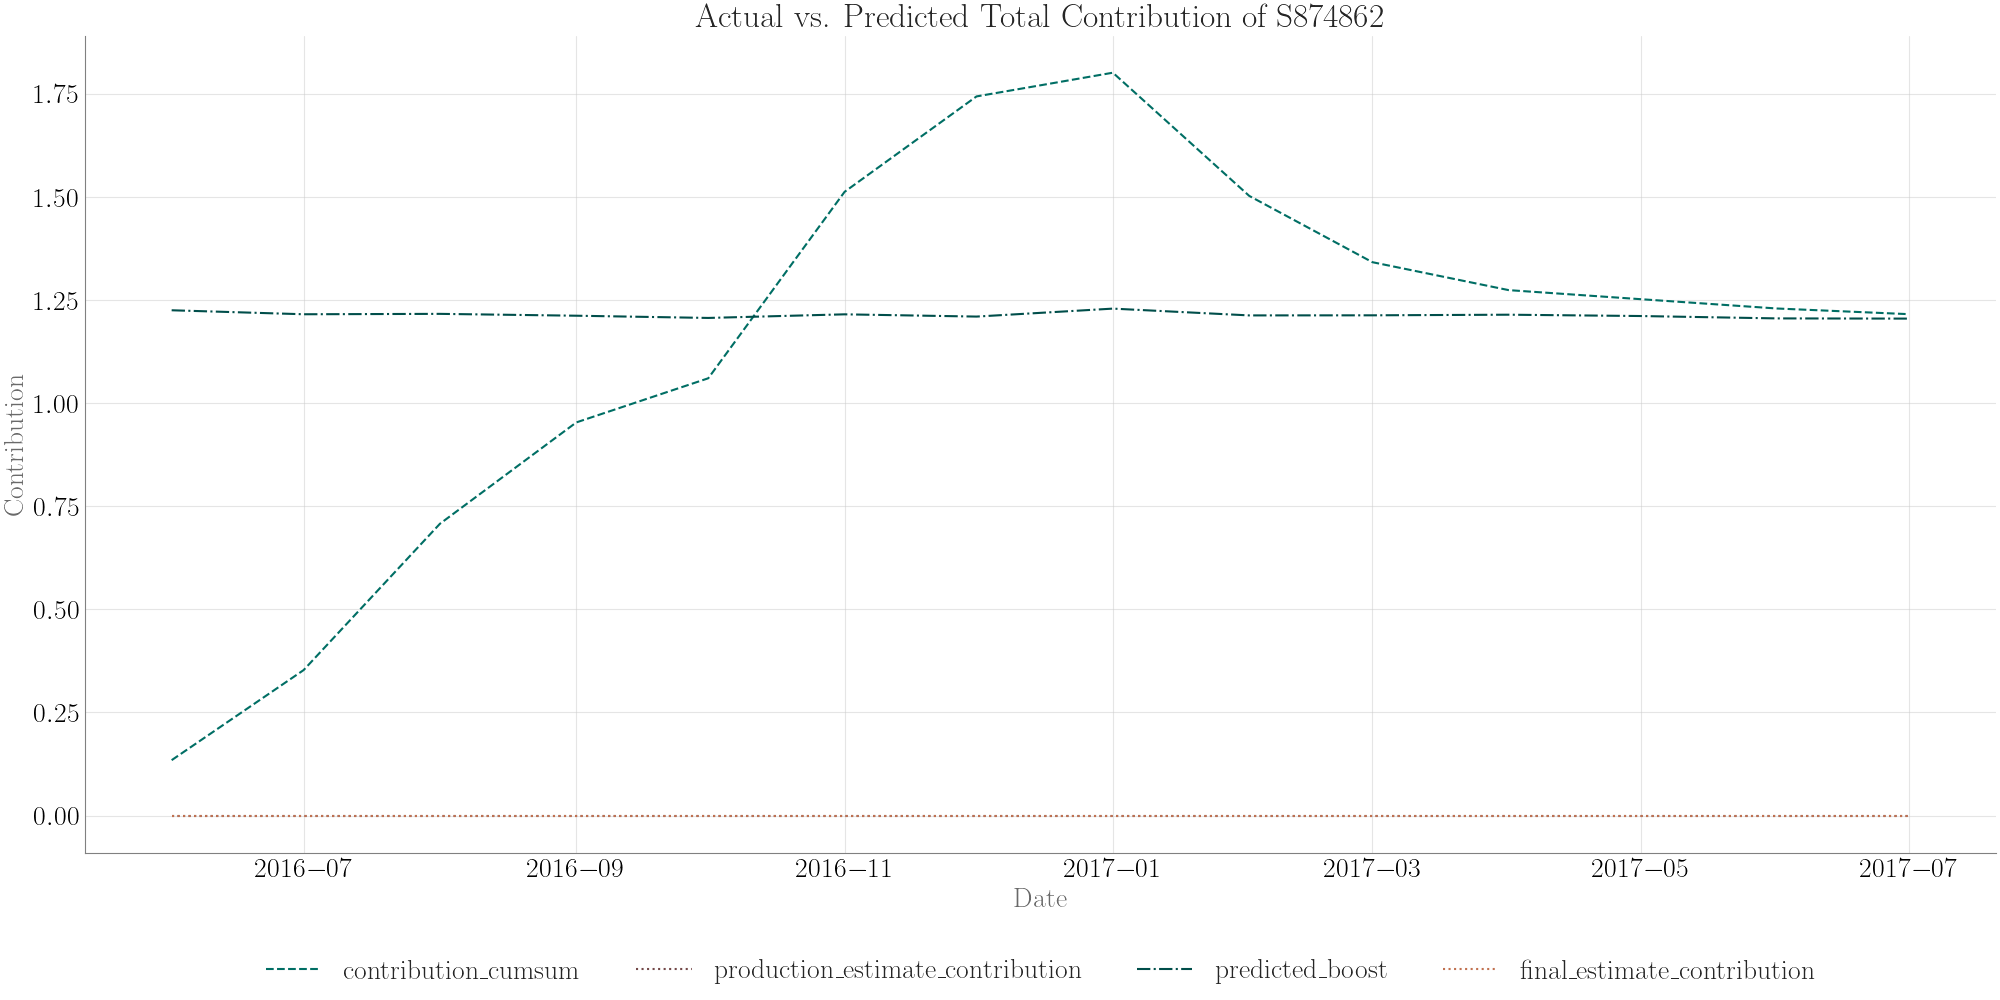 Actual vs. Predicted Total Contribution of S874862
Contribution
1.75
1.50
1.25
1.00
0.75
0.50
0.25
0.00
2016–07 2016–09 2016–11 2017–01 2017–03 2017–05 2017–07
Date
contribution_cumsum production_estimate_contribution predicted_boost final_estimate_contribution